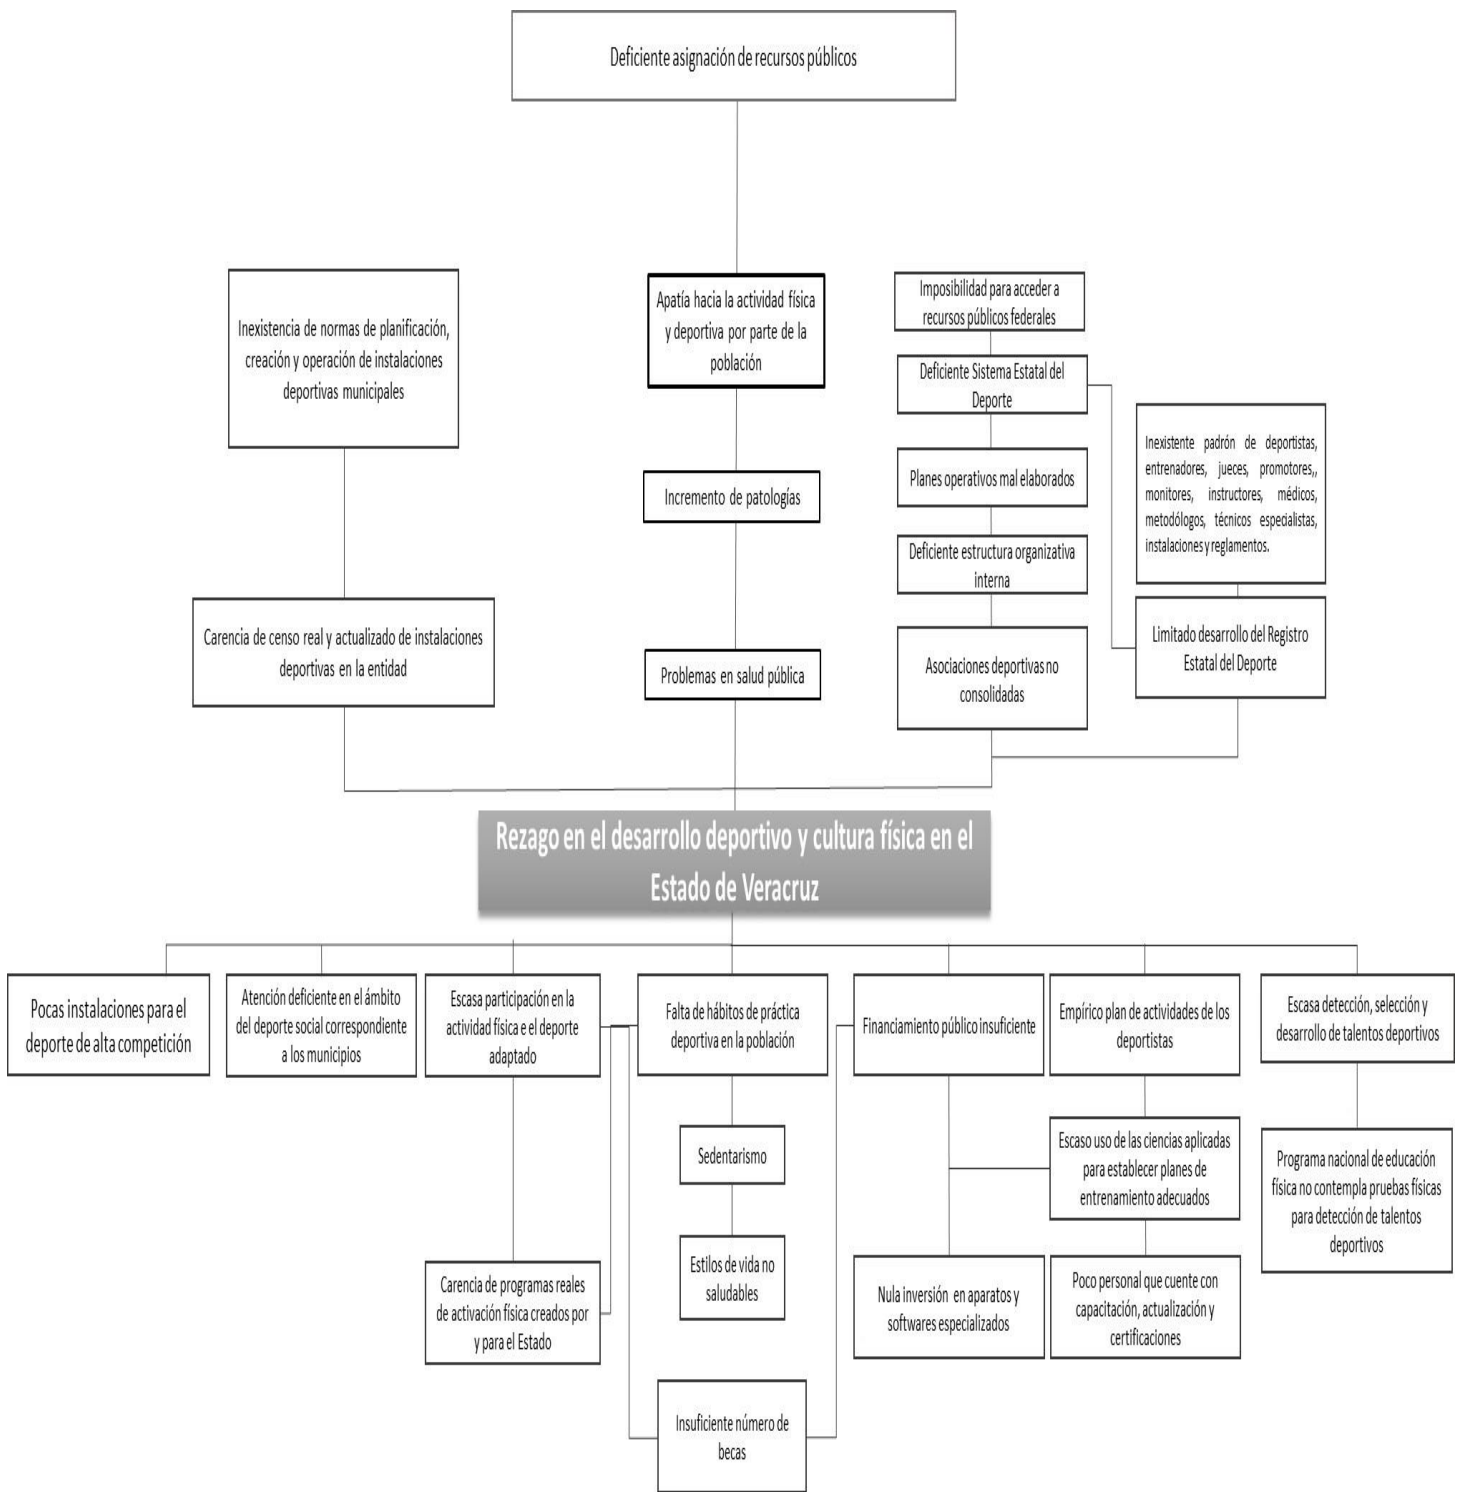 Deficiente asignación de recursos públicos
Inexistencia de normas de planificación,
creación y operación de instalaciones
deportivas municipales
Apatía hacia la actividad física
y deportiva por parte de la
población
Imposibilidad para acceder a
recursos públicos federales
Deficiente Sistema Estatal del
Deporte
Planes operativos mal elaborados
Deficiente estructura organizativa
interna
Asociaciones deportivas no
consolidadas
Inexistente padrón de deportistas,
entrenadores, jueces, promotores,,
monitores, instructores, médicos,
metodólogos, técnicos especialistas,
instalaciones y reglamentos.
Limitado desarrollo del Registro
Estatal del Deporte
Incremento de patologías
Carencia de censo real y actualizado de instalaciones
deportivas en la entidad
Problemas en salud pública
Rezago en el desarrollo deportivo y cultura física en el
Estado de Veracruz
Pocas instalaciones para el
deporte de alta competición
Atención deficiente en el ámbito
del deporte social correspondiente
a los municipios
Escasa participación en la
actividad física e el deporte
adaptado
Falta de hábitos de práctica
deportiva en la población
Financiamiento público insuficiente
Empírico plan de actividades de los
deportistas
Escasa detección, selección y
desarrollo de talentos deportivos
Sedentarismo
Escaso uso de las ciencias aplicadas
para establecer planes de
entrenamiento adecuados
Programa nacional de educación
física no contempla pruebas físicas
para detección de talentos
deportivos
Estilos de vida no
saludables
Carencia de programas reales
de activación física creados por
y para el Estado
Nula inversión en aparatos y
softwares especializados
Poco personal que cuente con
capacitación, actualización y
certificaciones
Insuficiente número de
becas